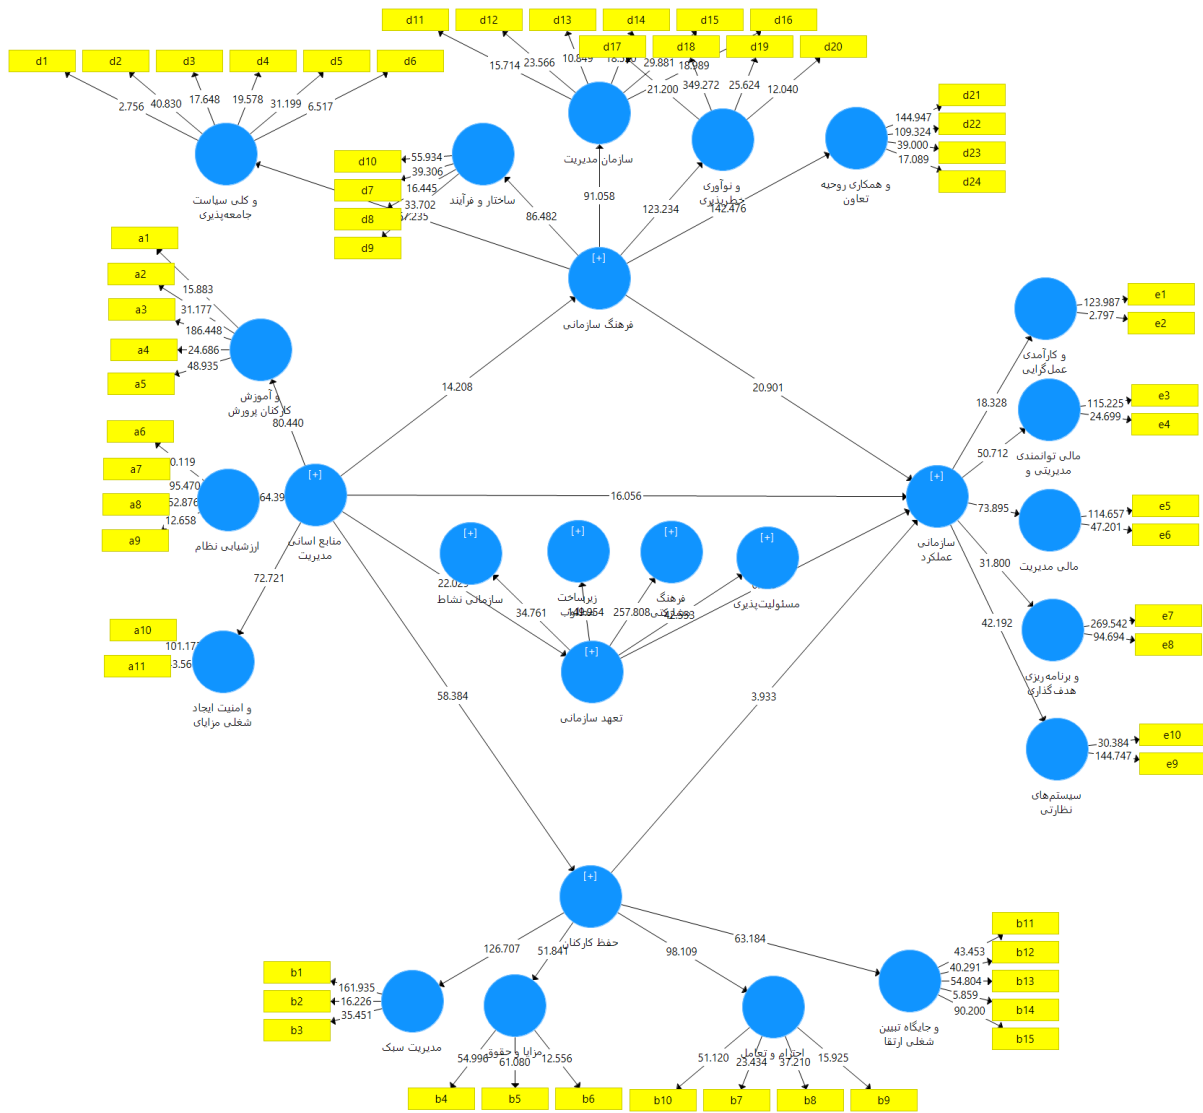 d11
d12
d13
d14
d15
d16
d17
d18
d19
d20
15.714
23.566
10.849
29.881
18.989
21.200
349.272
25.624
12.040
سازمان مدیریت
و نوآوری
خطرپذیری
d1
d2
d3
d4
d5
d6
2.756
40.830
17.648
19.578
31.199
6.517
و کلی سیاست
جامعه‌پذیری
d10
d7
d8
d9
55.934
39.306
16.445
33.702
ساختار و فرآیند
d21
d22
d23
d24
144.947
109.324
39.000
17.089
و همکاری روحیه
تعاون
86.482
91.058
123.234
142.476
[+]
فرهنگ سازمانی
a1
a2
a3
a4
a5
15.883
31.177
186.448
24.686
48.935
و آموزش
کارکنان پرورش
80.440
a6
a7
a8
a9
0.119
95.470
52.876
12.658
ارزشیابی نظام
64.39
[+]
منابع اسانی
مدیریت
72.721
a10
a11
و امنیت ایجاد
شغلی مزایای
14.208
20.901
16.056
22.029
58.384
3.933
[+]
سازمانی نشاط
[+]
زیرساخت
[+]
فرهنگ
[+]
مسئولیت‌پذیری
34.761
257.808
42.553
[+]
تعهد سازمانی
[+]
سازمانی
عملکرد
18.328
50.712
73.895
31.800
42.192
e1
e2
123.987
2.797
و کارآمدی
عمل‌گرایی
e3
e4
115.225
24.699
مالی توانمندی
مدیریتی و
e5
e6
114.657
47.201
مالی مدیریت
e7
e8
269.542
94.694
و برنامه‌ریزی
هدف‌گذاری
e10
e9
30.384
144.747
سیستم‌های
نظارتی
[+]
حفظ کارکنان
126.707
51.841
98.109
63.184
b1
b2
b3
161.935
16.226
35.451
مدیریت سبک
مزایا و حقوق
54.996
61.080
12.556
b4
b5
b6
احترام و تعامل
51.120
23.434
37.210
15.925
b10
b7
b8
b9
b11
b12
b13
b14
b15
43.453
40.291
54.804
5.859
90.200
و جایگاه تبیین
شغلی ارتقا